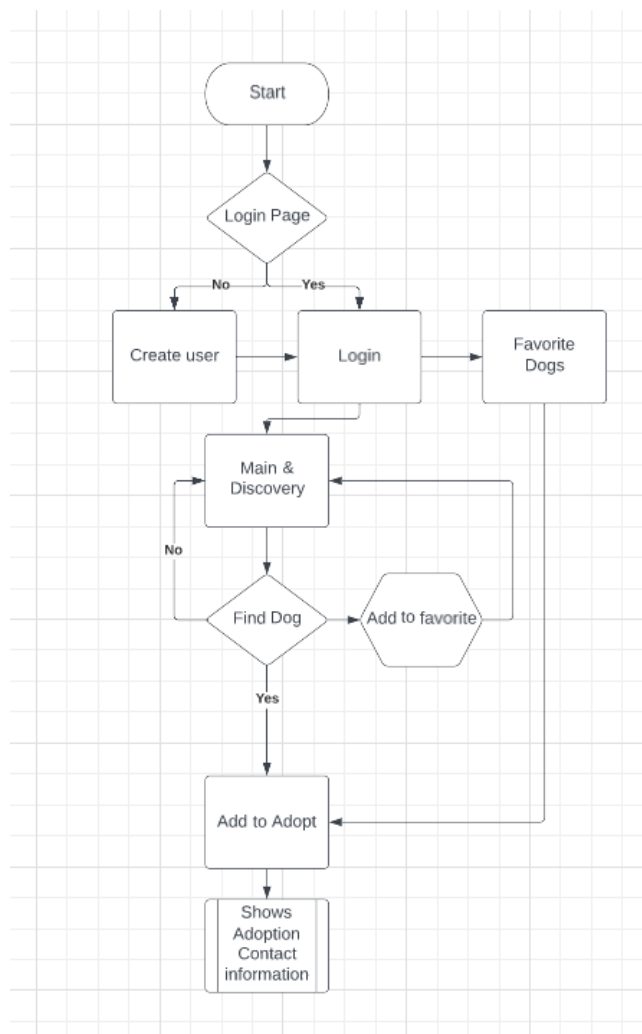 Start
Login Page
No
Yes
Create user
Login
Favorite
Dogs
Main &
Discovery
No
Find Dog
Add to favorite
Yes
Add to Adopt
Shows
Adoption
Contact
information